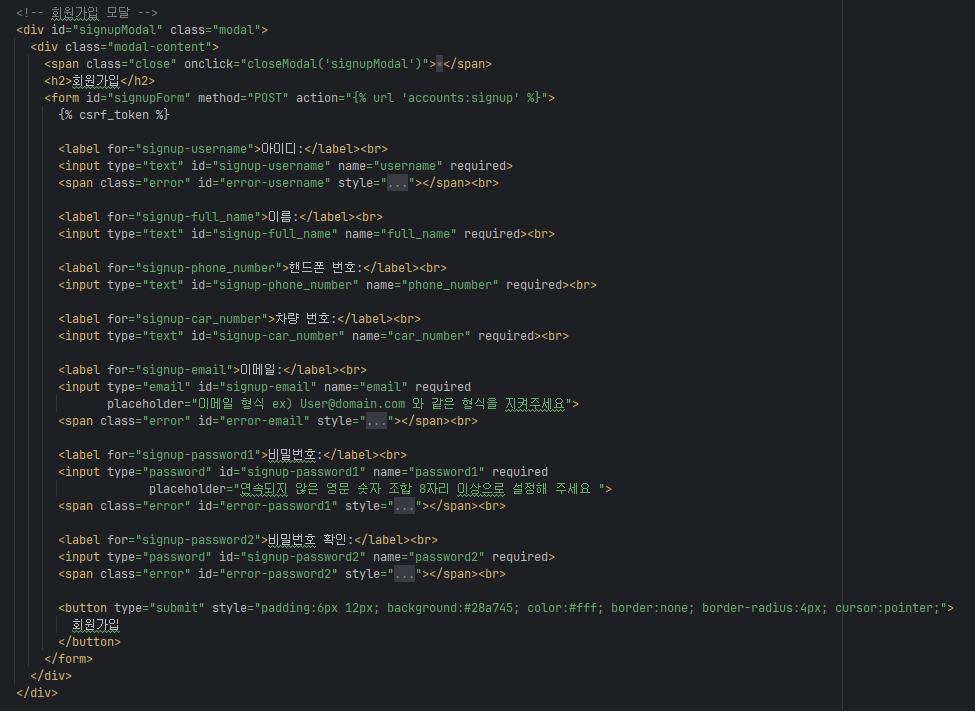 <!-- 회원가입 모달 -->
<div id="signupModal" class="modal">
<div class="modal-content">
<span class="close" onclick="closeModal('signupModal')">×</span>
<h2>회원가입</h2>
<form id="signupForm" method="POST" action="{% url 'accounts:signup' %}">
{% csrf_token %}
<label for="signup-username">아이디:</label><br>
<input type="text" id="signup-username" name="username" required>
<span class="error" id="error-username" style="..."></span><br>
<label for="signup-full_name">이름:</label><br>
<input type="text" id="signup-full_name" name="full_name" required><br>
<label for="signup-phone_number">핸드폰 번호:</label><br>
<input type="text" id="signup-phone_number" name="phone_number" required><br>
<label for="signup-car_number">차량 번호:</label><br>
<input type="text" id="signup-car_number" name="car_number" required><br>
<label for="signup-email">이메일:</label><br>
<input type="email" id="signup-email" name="email" required
placeholder="이메일 형식 ex) User@domain.com 와 같은 형식을 지켜주세요">
<span class="error" id="error-email" style="..."></span><br>
<label for="signup-password1">비밀번호:</label><br>
<input type="password" id="signup-password1" name="password1" required
placeholder="연속되지 않은 영문 숫자 조합 8자리 이상으로 설정해 주세요 ">
<span class="error" id="error-password1" style="..."></span><br>
<label for="signup-password2">비밀번호 확인:</label><br>
<input type="password" id="signup-password2" name="password2" required>
<span class="error" id="error-password2" style="..."></span><br>
<button type="submit" style="padding:6px 12px; background:#28a745; color:#fff; border:none; border-radius:4px; cursor:pointer;">
회원가입
</button>
</form>
</div>
</div>